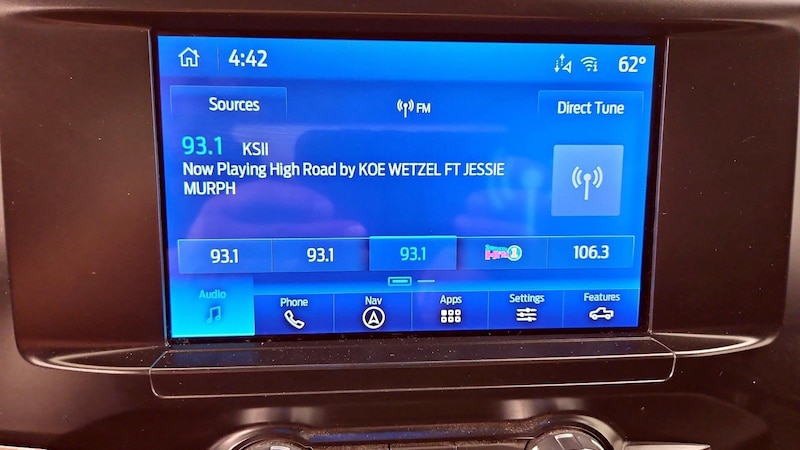 4:42
62°
Sources
FM
Direct Tune
93.1 KSII
Now Playing High Road by KOE WETZEL FT JESSIE
MURPH
93.1 93.1 93.1 106.3
Audio Phone Nav Apps Settings Features